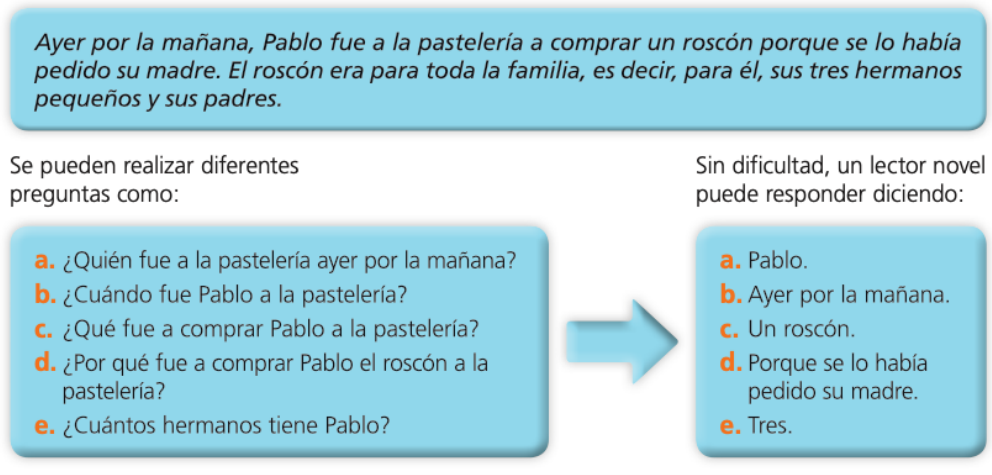 Ayer por la mañana, Pablo fue a la pastelería a comprar un roscón porque se lo había
pedido su madre. El roscón era para toda la familia, es decir, para él, sus tres hermanos
pequeños y sus padres.
Se pueden realizar diferentes
preguntas como:
a. ¿Quién fue a la pastelería ayer por la mañana?
b. ¿Cuándo fue Pablo a la pastelería?
c. ¿Qué fue a comprar Pablo a la pastelería?
d. ¿Por qué fue a comprar Pablo el roscón a la
pastelería?
e. ¿Cuántos hermanos tiene Pablo?
Sin dificultad, un lector novel
puede responder diciendo:
a. Pablo.
b. Ayer por la mañana.
c. Un roscón.
d. Porque se lo había
pedido su madre.
e. Tres.